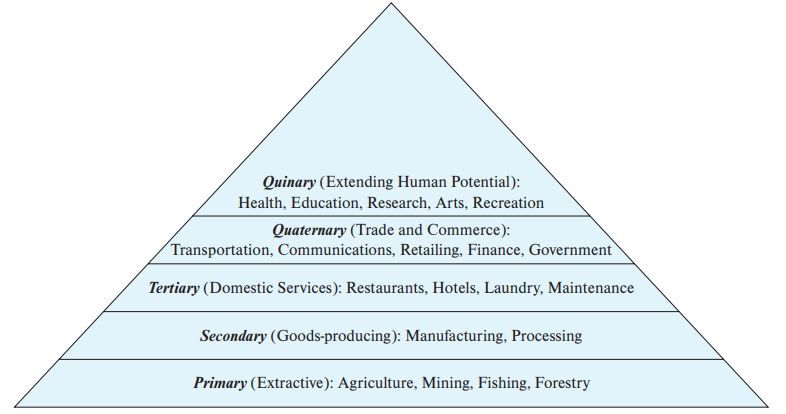 Quinary (Extending Human Potential):
Health, Education, Research, Arts, Recreation
Quaternary (Trade and Commerce):
Transportation, Communications, Retailing, Finance, Government
Tertiary (Domestic Services): Restaurants, Hotels, Laundry, Maintenance
Secondary (Goods-producing): Manufacturing, Processing
Primary (Extractive): Agriculture, Mining, Fishing, Forestry